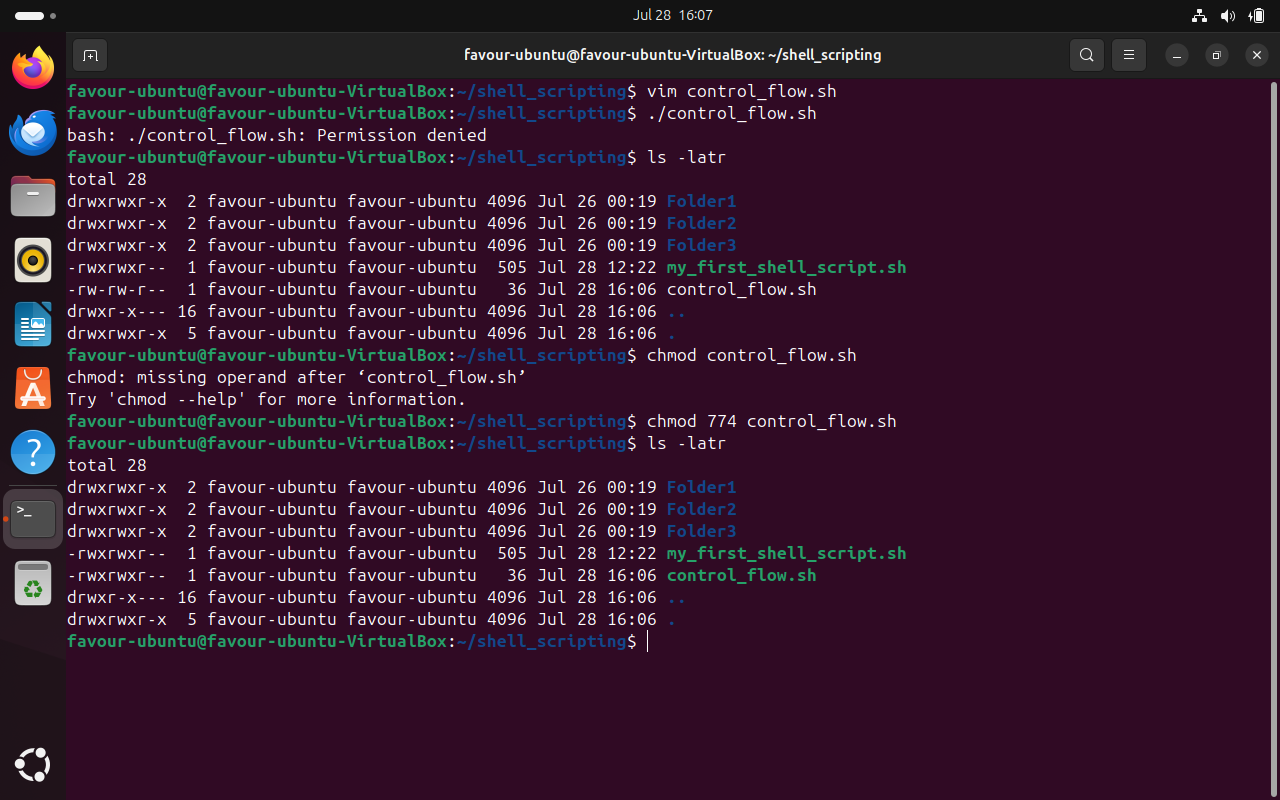 Jul 28 16:07
favour-ubuntu@favour-ubuntu-VirtualBox: ~/shell_scripting
favour-ubuntu@favour-ubuntu-VirtualBox:~/shell_scripting$ vim control_flow.sh
favour-ubuntu@favour-ubuntu-VirtualBox:~/shell_scripting$ ./control_flow.sh
bash: ./control_flow.sh: Permission denied
favour-ubuntu@favour-ubuntu-VirtualBox:~/shell_scripting$ ls -latr
total 28
drwxrwxr-x  2 favour-ubuntu favour-ubuntu 4096 Jul 26 00:19 Folder1
drwxrwxr-x  2 favour-ubuntu favour-ubuntu 4096 Jul 26 00:19 Folder2
drwxrwxr-x  2 favour-ubuntu favour-ubuntu 4096 Jul 26 00:19 Folder3
-rwxrwxr--  1 favour-ubuntu favour-ubuntu  505 Jul 28 12:22 my_first_shell_script.sh
-rw-rw-r--  1 favour-ubuntu favour-ubuntu   36 Jul 28 16:06 control_flow.sh
drwxr-x--- 16 favour-ubuntu favour-ubuntu 4096 Jul 28 16:06 ..
drwxrwxr-x  5 favour-ubuntu favour-ubuntu 4096 Jul 28 16:06 .
favour-ubuntu@favour-ubuntu-VirtualBox:~/shell_scripting$ chmod control_flow.sh
chmod: missing operand after ‘control_flow.sh’
Try 'chmod --help' for more information.
favour-ubuntu@favour-ubuntu-VirtualBox:~/shell_scripting$ chmod 774 control_flow.sh
favour-ubuntu@favour-ubuntu-VirtualBox:~/shell_scripting$ ls -latr
total 28
drwxrwxr-x  2 favour-ubuntu favour-ubuntu 4096 Jul 26 00:19 Folder1
drwxrwxr-x  2 favour-ubuntu favour-ubuntu 4096 Jul 26 00:19 Folder2
drwxrwxr-x  2 favour-ubuntu favour-ubuntu 4096 Jul 26 00:19 Folder3
-rwxrwxr--  1 favour-ubuntu favour-ubuntu  505 Jul 28 12:22 my_first_shell_script.sh
-rwxrwxr--  1 favour-ubuntu favour-ubuntu   36 Jul 28 16:06 control_flow.sh
drwxr-x--- 16 favour-ubuntu favour-ubuntu 4096 Jul 28 16:06 ..
drwxrwxr-x  5 favour-ubuntu favour-ubuntu 4096 Jul 28 16:06 .
favour-ubuntu@favour-ubuntu-VirtualBox:~/shell_scripting$